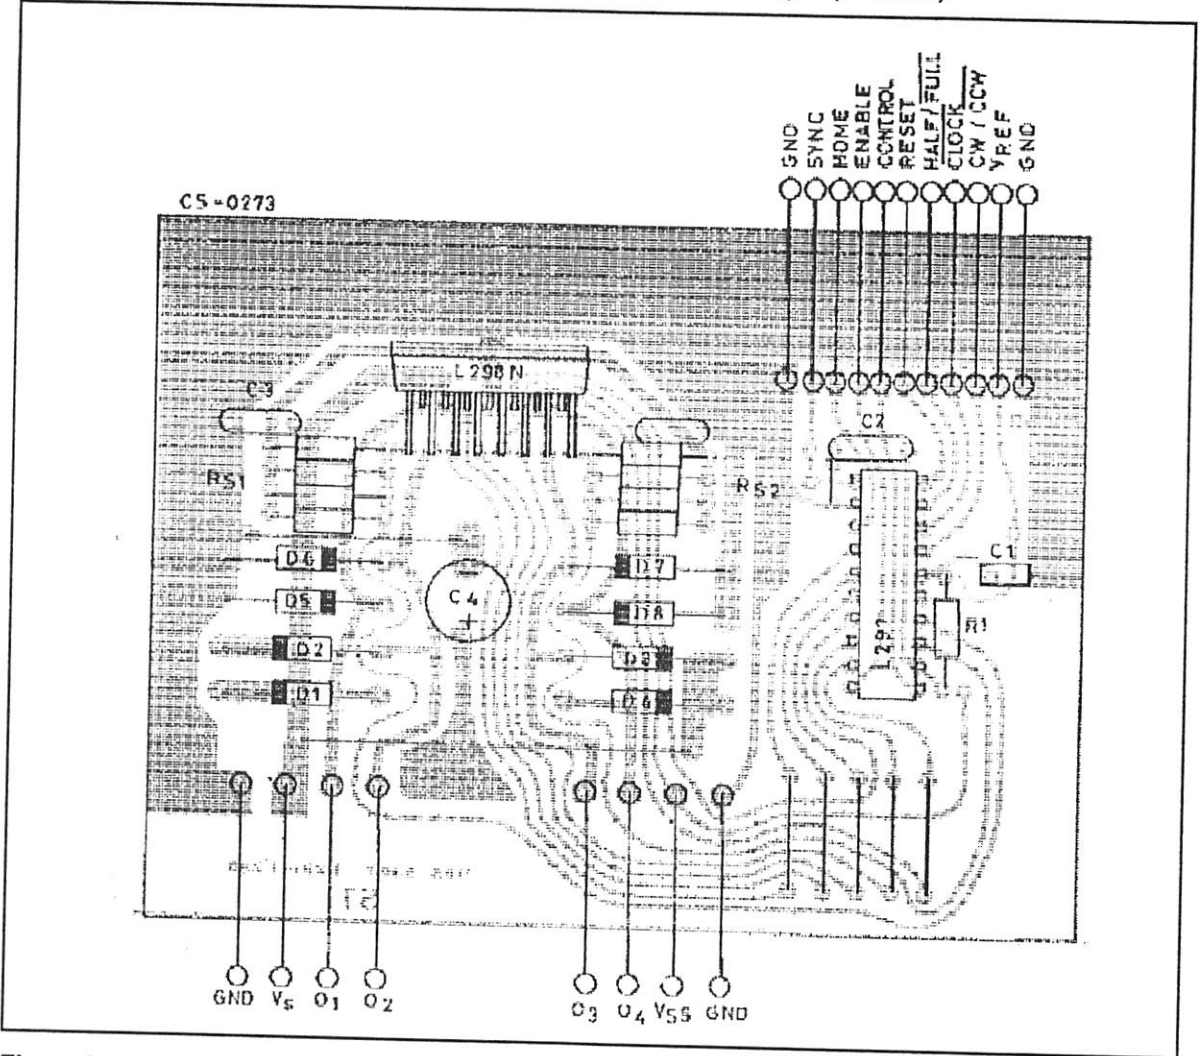 GND
SYNC
HOME
ENABLE
CONTROL
RESET
HALF/FULL
CLOCK
CW/CCW
VREF
GND
CS-0273
L298N
C3
C2
RS1
RS2
C1
D6
D7
D5
C4
+
D8
L297
R1
D2
D3
D1
D4
GND
Vs
O1
O2
O3
O4
VSS
GND